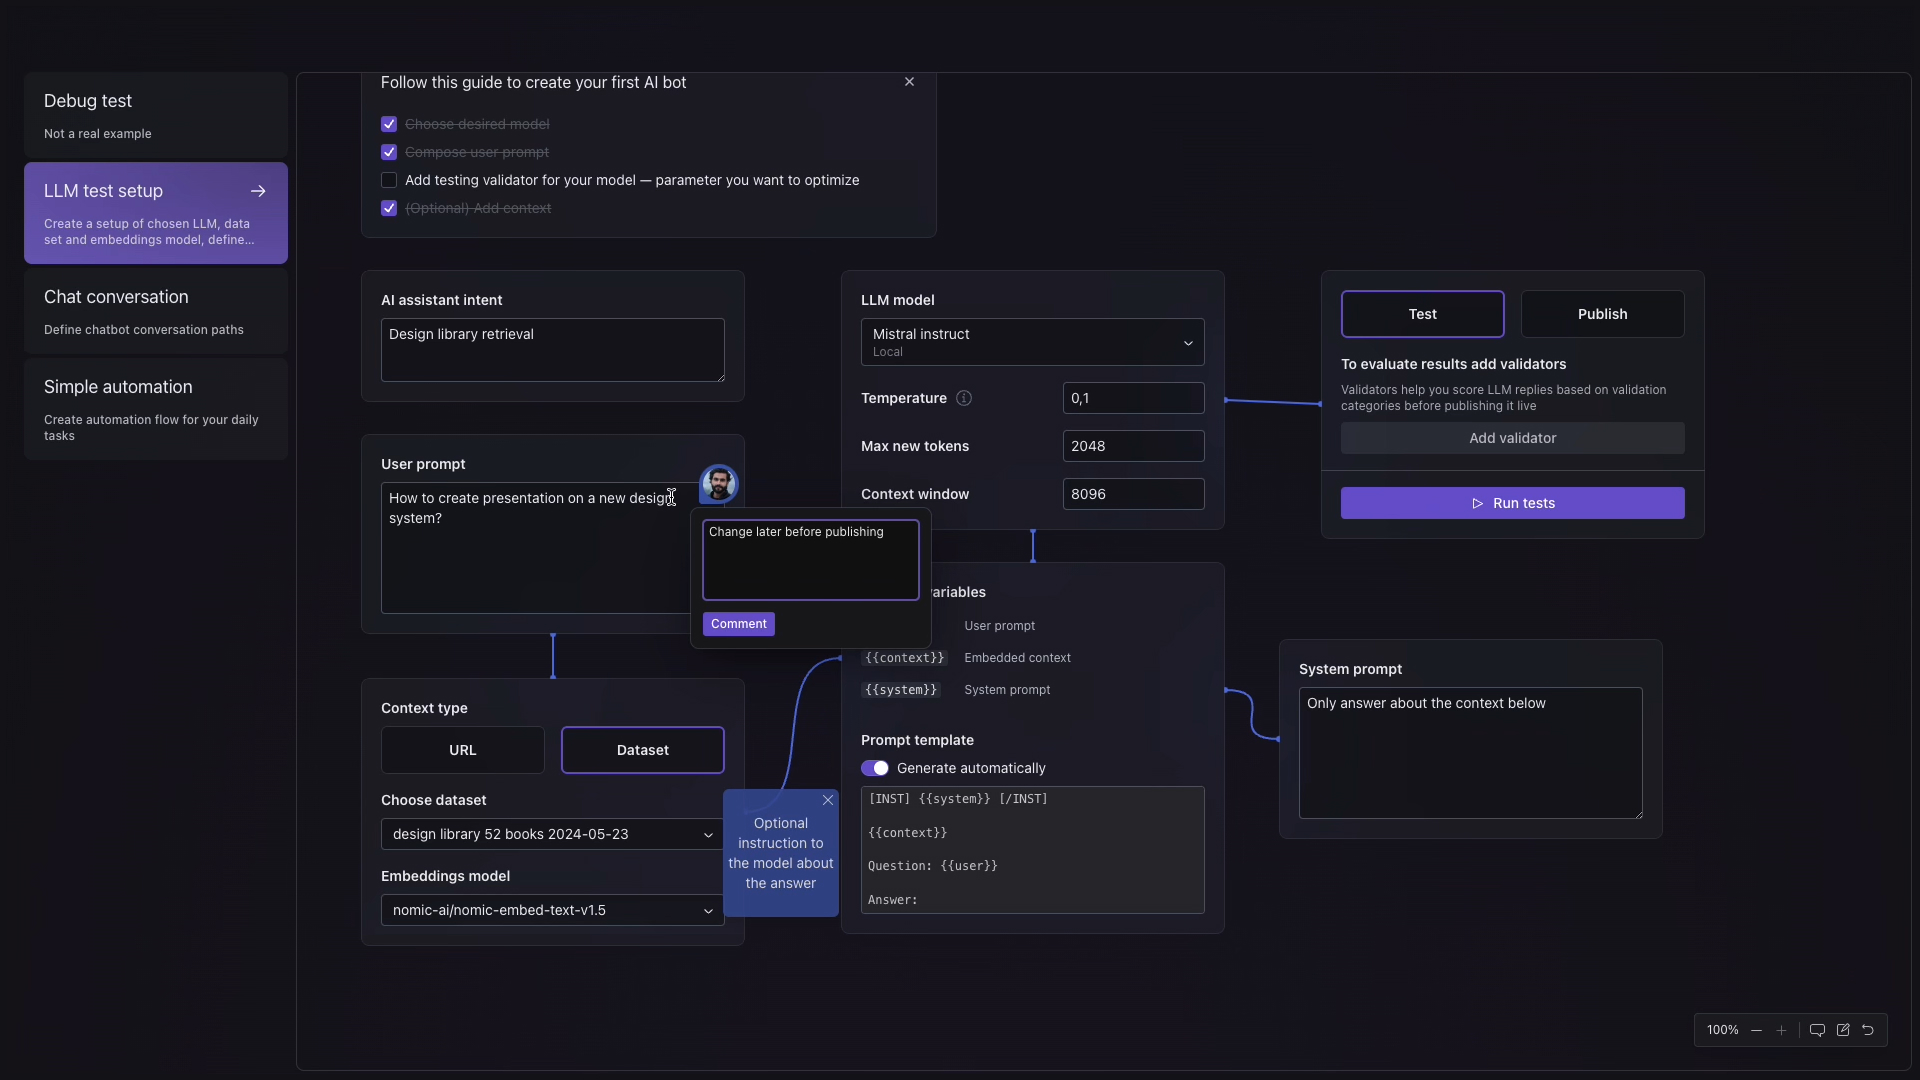 Debug test
Not a real example
LLM test setup
Create a setup of chosen LLM, data
set and embeddings model, define...
Chat conversation
Define chatbot conversation paths
Simple automation
Create automation flow for your daily
tasks
Follow this guide to create your first AI bot
Choose desired model
Compose user prompt
Add testing validator for your model — parameter you want to optimize
(Optional) Add context
AI assistant intent
Design library retrieval
User prompt
How to create presentation on a new design
system?
Change later before publishing
Comment
Context type
URL
Dataset
Choose dataset
design library 52 books 2024-05-23
Embeddings model
nomic-ai/nomic-embed-text-v1.5
Optional
instruction to
the model about
the answer
LLM model
Mistral instruct
Local
Temperature
0,1
Max new tokens
2048
Context window
8096
ariables
User prompt
{{context}} Embedded context
{{system}} System prompt
Prompt template
Generate automatically
[INST] {{system}} [/INST]
{{context}}
Question: {{user}}
Answer:
Test
Publish
To evaluate results add validators
Validators help you score LLM replies based on validation
categories before publishing it live
Add validator
Run tests
System prompt
Only answer about the context below
100%